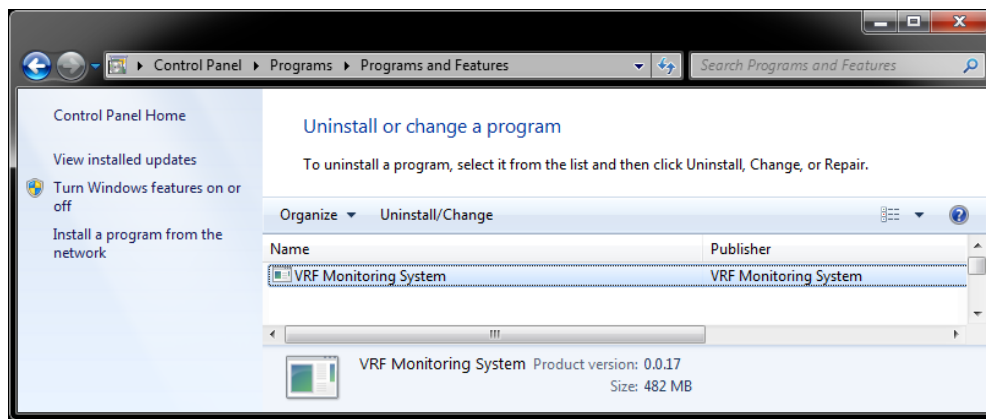 Control Panel ▸ Programs ▸ Programs and Features
Search Programs and Features
Control Panel Home
View installed updates
Turn Windows features on or
off
Install a program from the
network
Uninstall or change a program
To uninstall a program, select it from the list and then click Uninstall, Change, or Repair.
Organize Uninstall/Change
Name Publisher
VRF Monitoring System VRF Monitoring System
VRF Monitoring System Product version: 0.0.17
Size: 482 MB